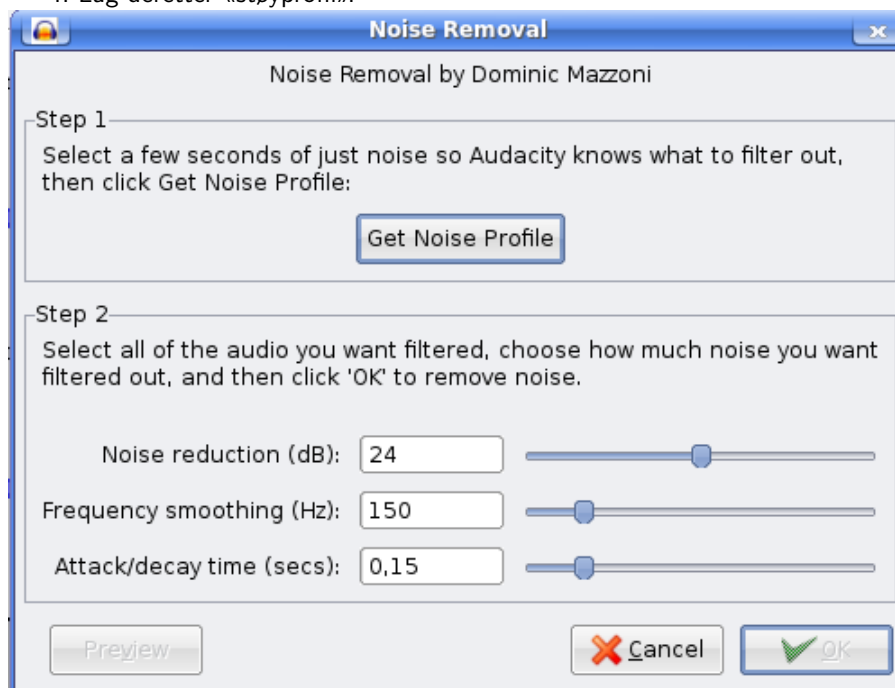 Lag deretter «støyprofil».
Noise Removal
Noise Removal by Dominic Mazzoni
Step 1
Select a few seconds of just noise so Audacity knows what to filter out,
then click Get Noise Profile:
Get Noise Profile
Step 2
Select all of the audio you want filtered, choose how much noise you want
filtered out, and then click 'OK' to remove noise.
Noise reduction (dB): 24
Frequency smoothing (Hz): 150
Attack/decay time (secs): 0,15
Preview Cancel OK